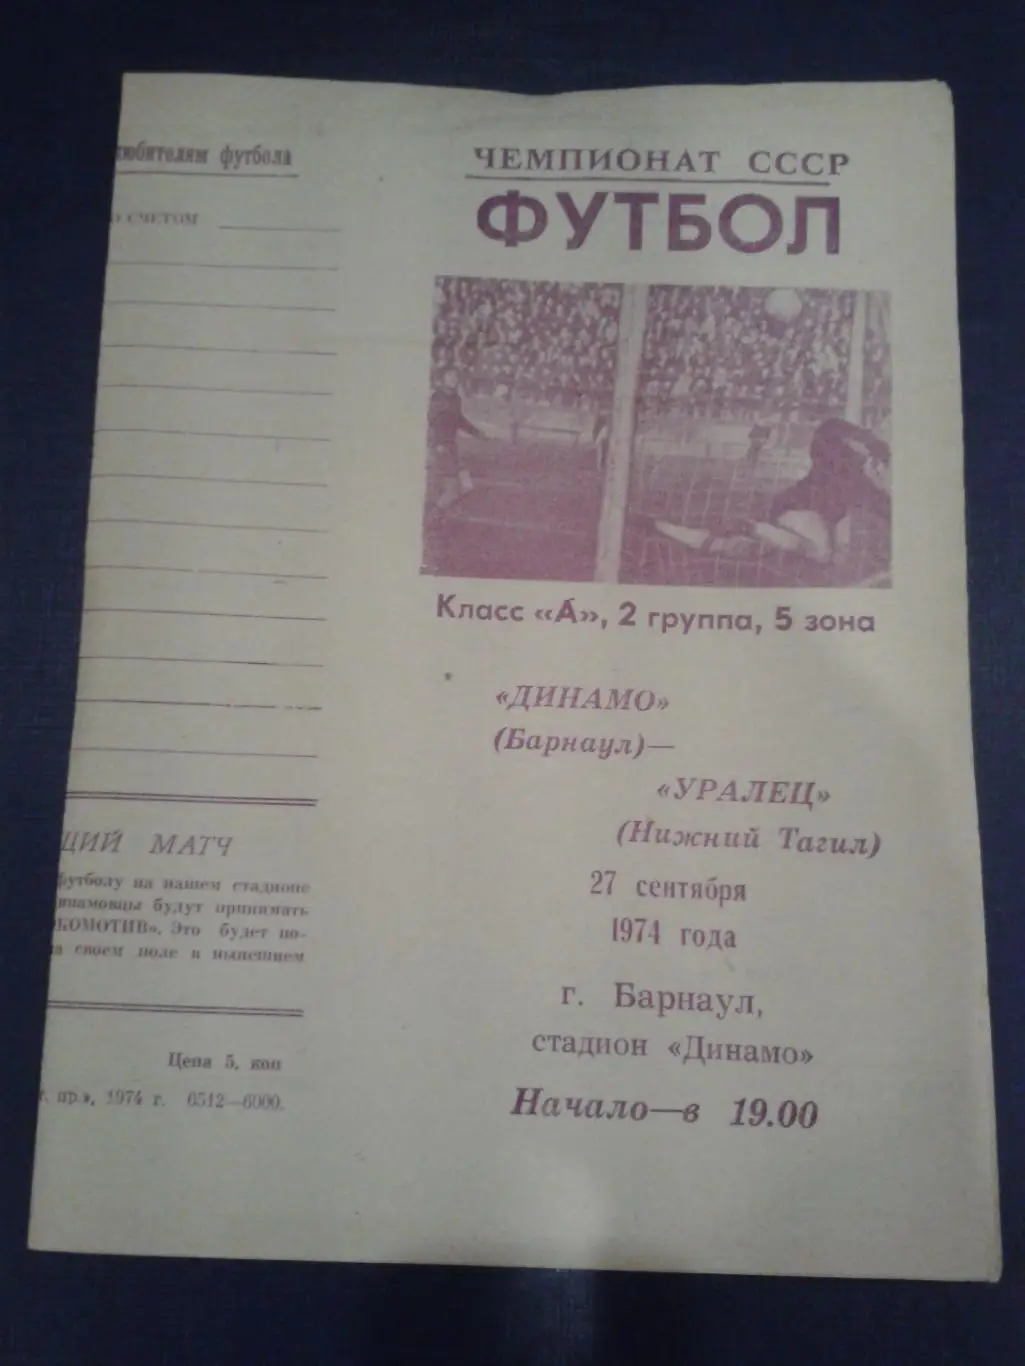 любителям футбола
о счетом
ЩИЙ МАТЧ
футболу на нашем стадионе
инамовцы будут принимать
КОМОТИВ». Это будет по-
а своем поле в нынешнем
Цена 5. коп
г. пр.», 1974 г. 6512—6000.
ЧЕМПИОНАТ СССР
ФУТБОЛ
Класс «А», 2 группа, 5 зона
«ДИНАМО»
(Барнаул)—
«УРАЛЕЦ»
(Нижний Тагил)
27 сентября
1974 года
г. Барнаул,
стадион «Динамо»
Начало—в 19.00